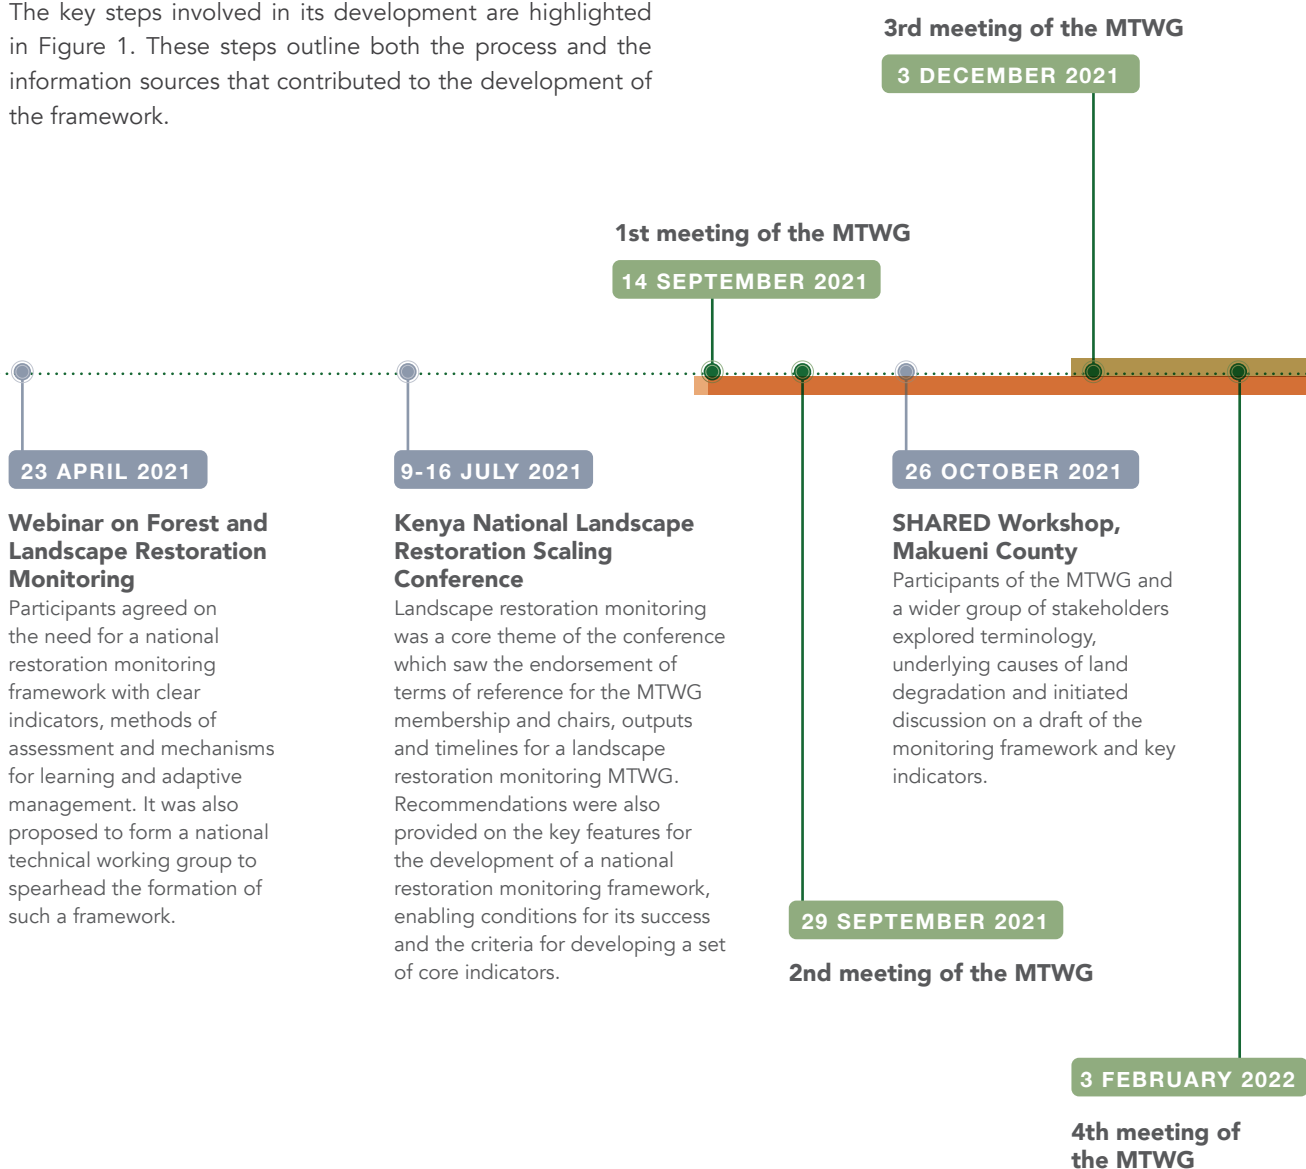 The key steps involved in its development are highlighted
in Figure 1. These steps outline both the process and the
information sources that contributed to the development of
the framework.
3rd meeting of the MTWG
3 DECEMBER 2021
1st meeting of the MTWG
14 SEPTEMBER 2021
23 APRIL 2021
Webinar on Forest and
Landscape Restoration
Monitoring
Participants agreed on
the need for a national
restoration monitoring
framework with clear
indicators, methods of
assessment and mechanisms
for learning and adaptive
management. It was also
proposed to form a national
technical working group to
spearhead the formation of
such a framework.
9-16 JULY 2021
Kenya National Landscape
Restoration Scaling
Conference
Landscape restoration monitoring
was a core theme of the conference
which saw the endorsement of
terms of reference for the MTWG
membership and chairs, outputs
and timelines for a landscape
restoration monitoring MTWG.
Recommendations were also
provided on the key features for
the development of a national
restoration monitoring framework,
enabling conditions for its success
and the criteria for developing a set
of core indicators.
26 OCTOBER 2021
SHARED Workshop,
Makueni County
Participants of the MTWG and
a wider group of stakeholders
explored terminology,
underlying causes of land
degradation and initiated
discussion on a draft of the
monitoring framework and key
indicators.
29 SEPTEMBER 2021
2nd meeting of the MTWG
3 FEBRUARY 2022
4th meeting of
the MTWG